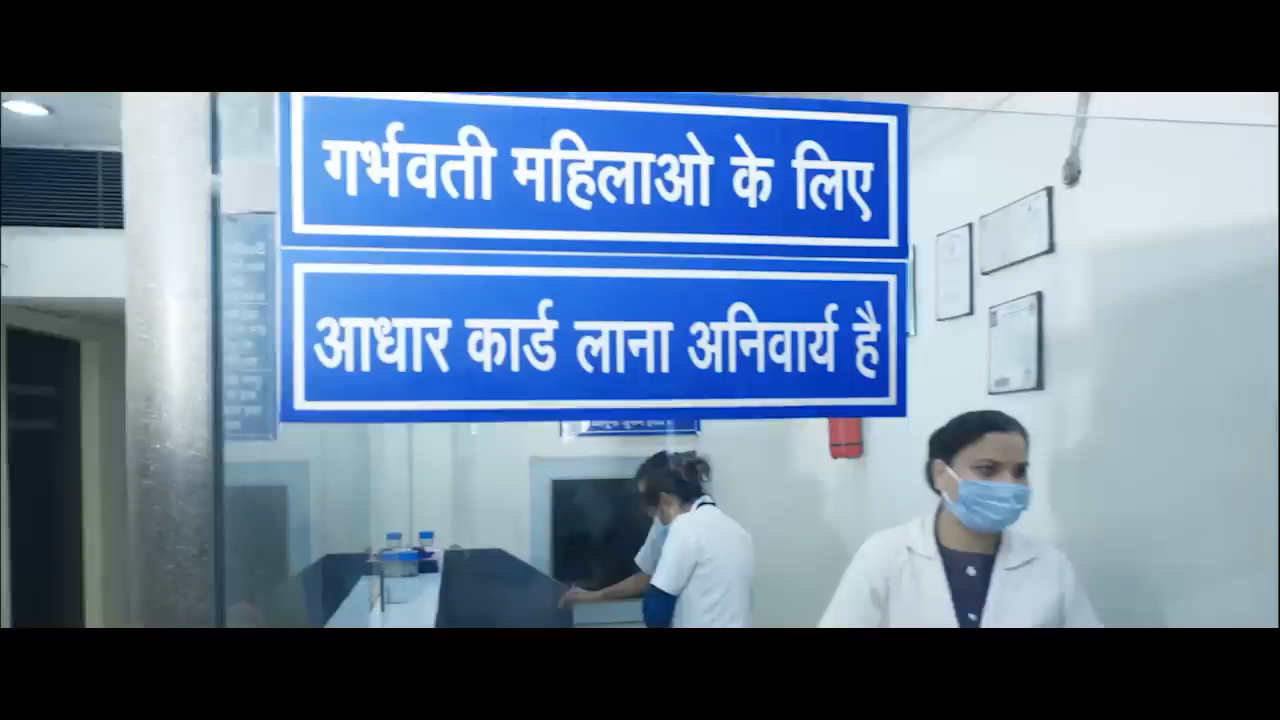 गर्भवती महिलाओ के लिए
आधार कार्ड लाना अनिवार्य है